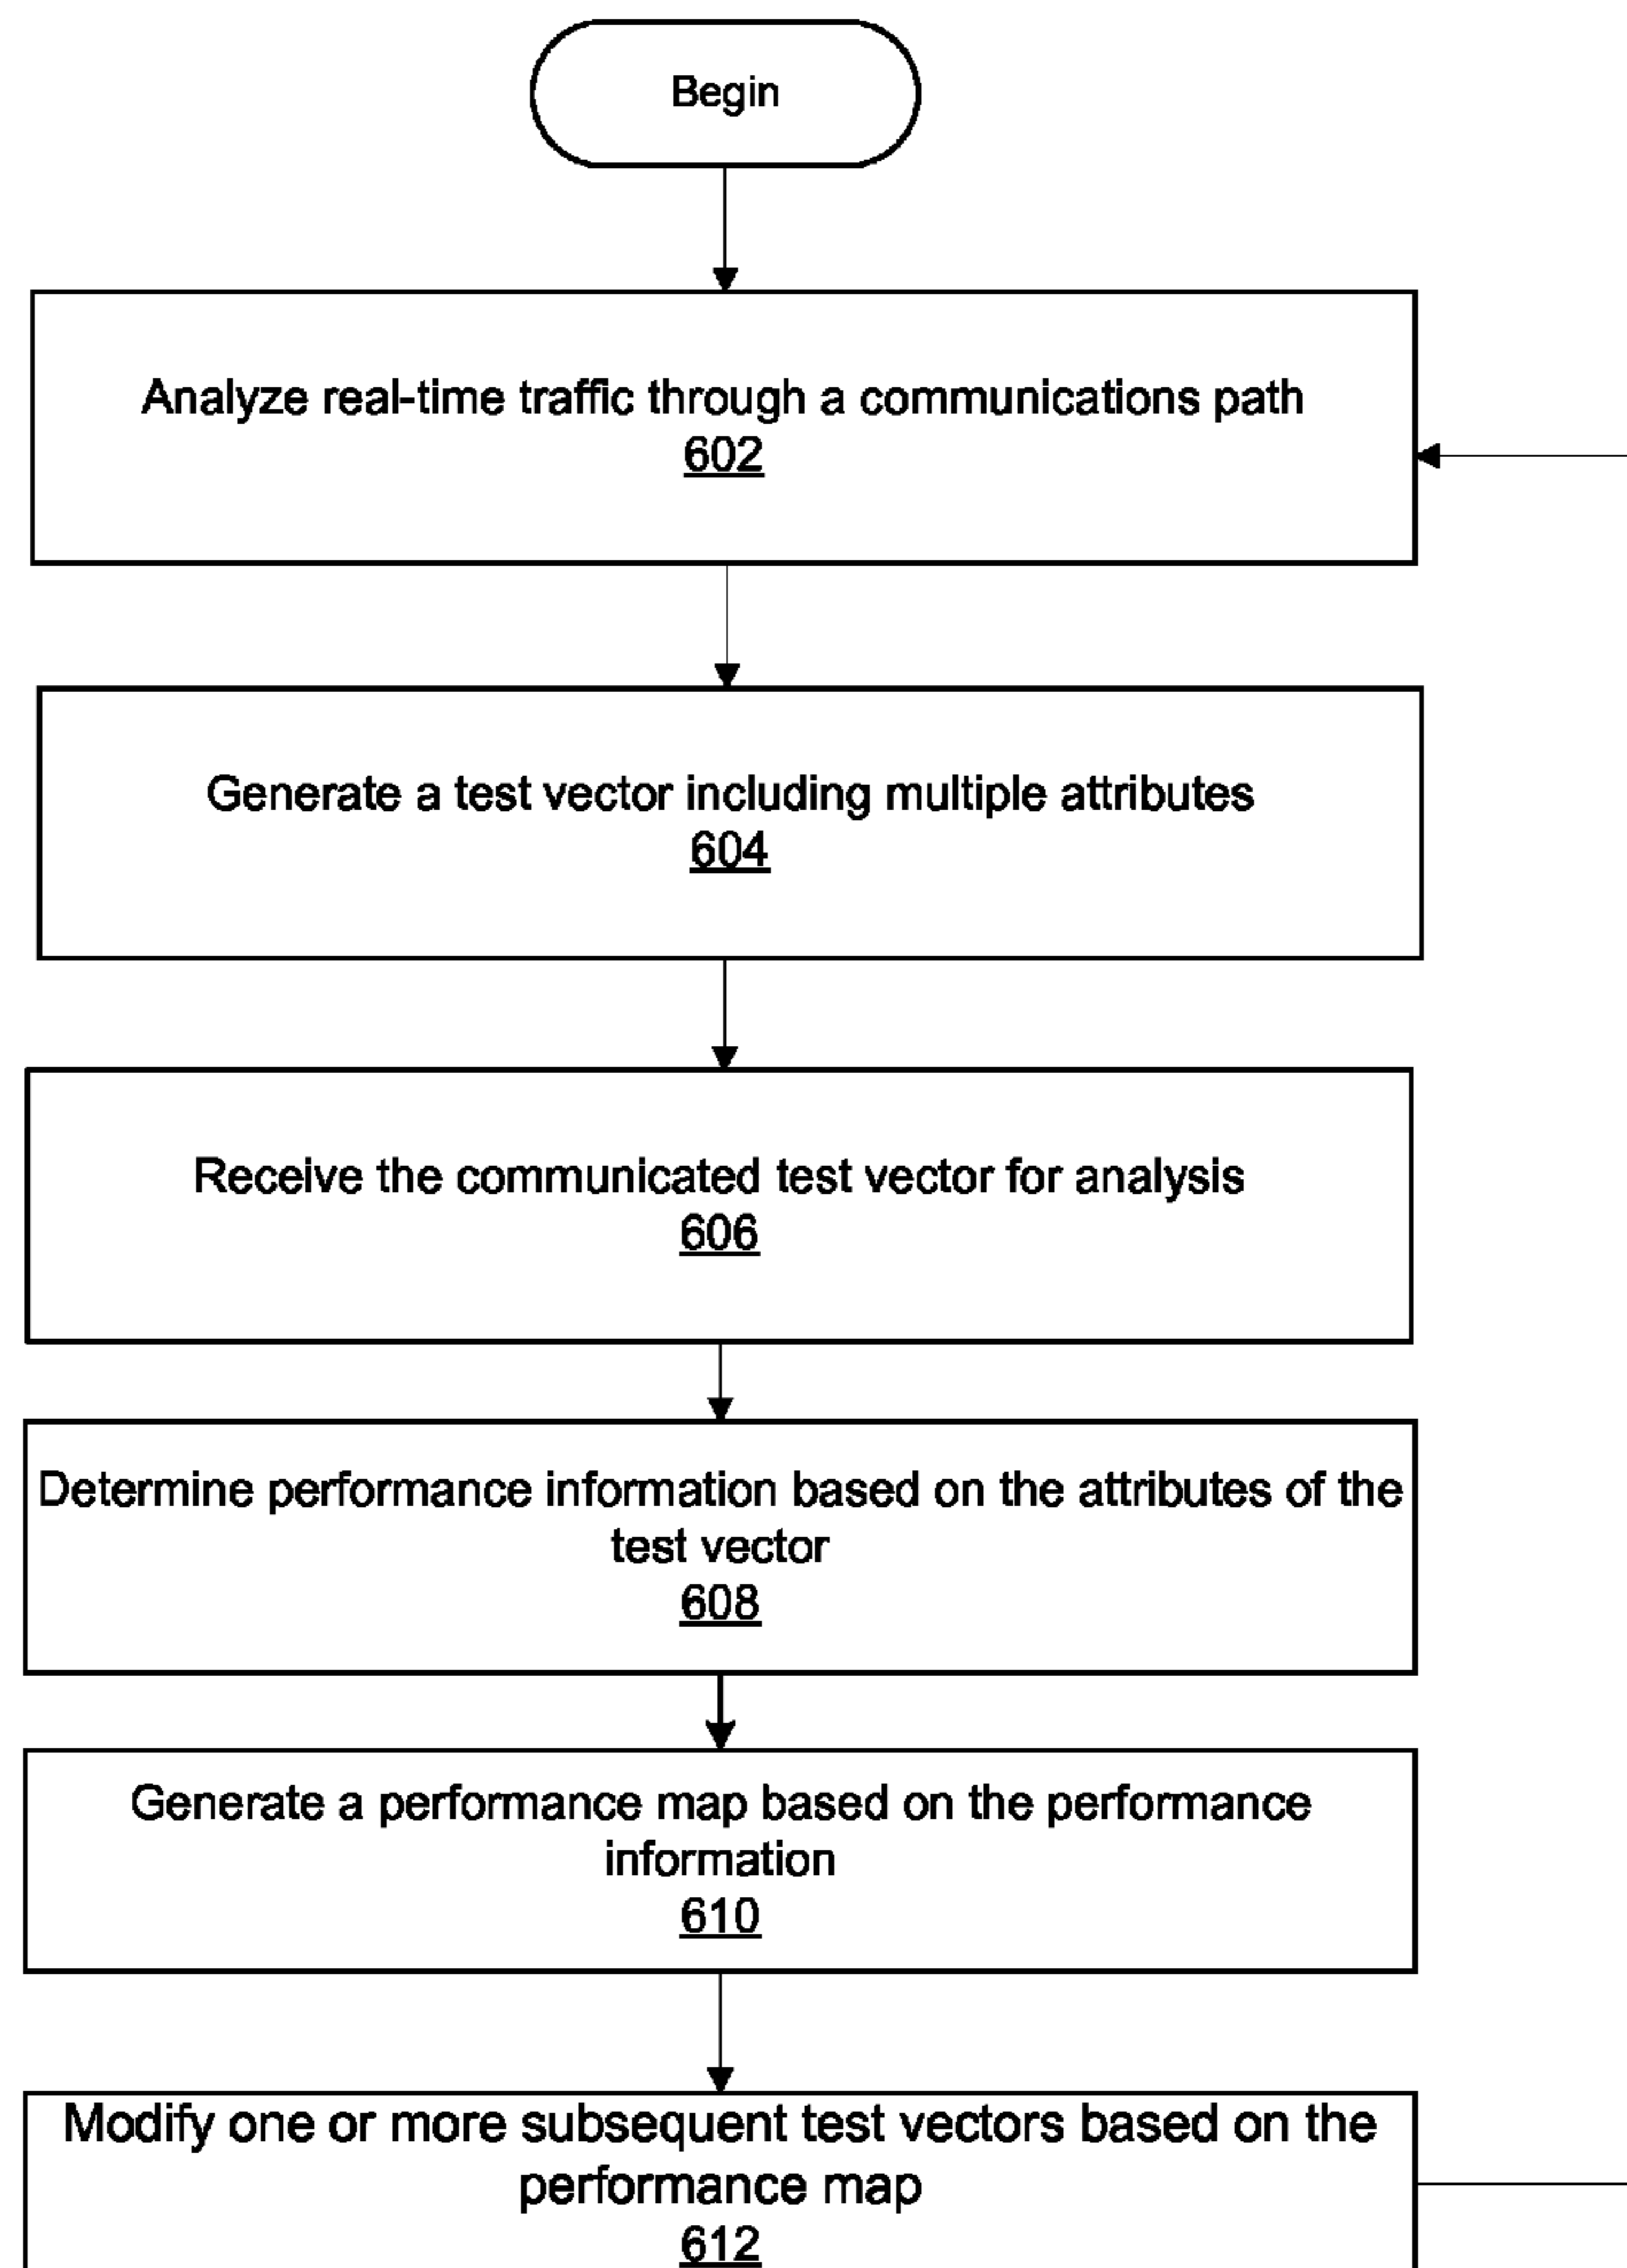 Begin
Analyze real-time traffic through a communications path
602
Generate a test vector including multiple attributes
604
Receive the communicated test vector for analysis
606
Determine performance information based on the attributes of the
test vector
608
Generate a performance map based on the performance
information
610
Modify one or more subsequent test vectors based on the
performance map
612